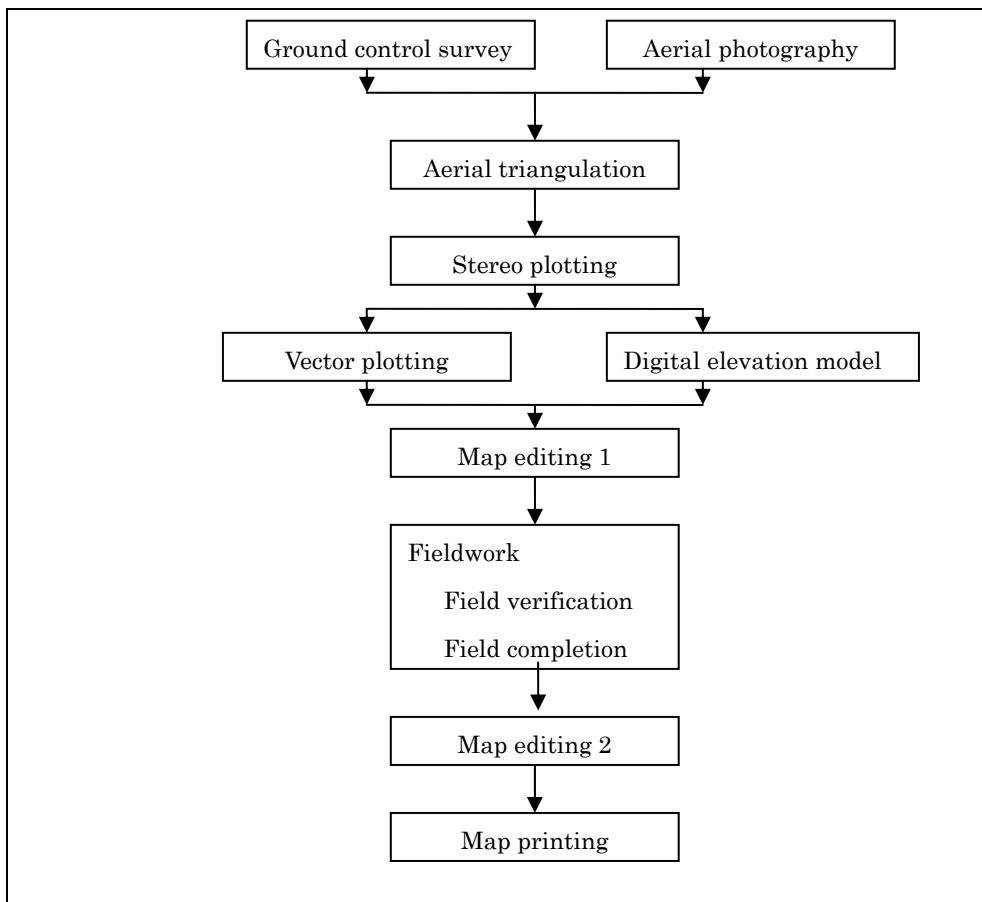 Ground control survey
Aerial photography
Aerial triangulation
Stereo plotting
Vector plotting
Digital elevation model
Map editing 1
Fieldwork
Field verification
Field completion
Map editing 2
Map printing